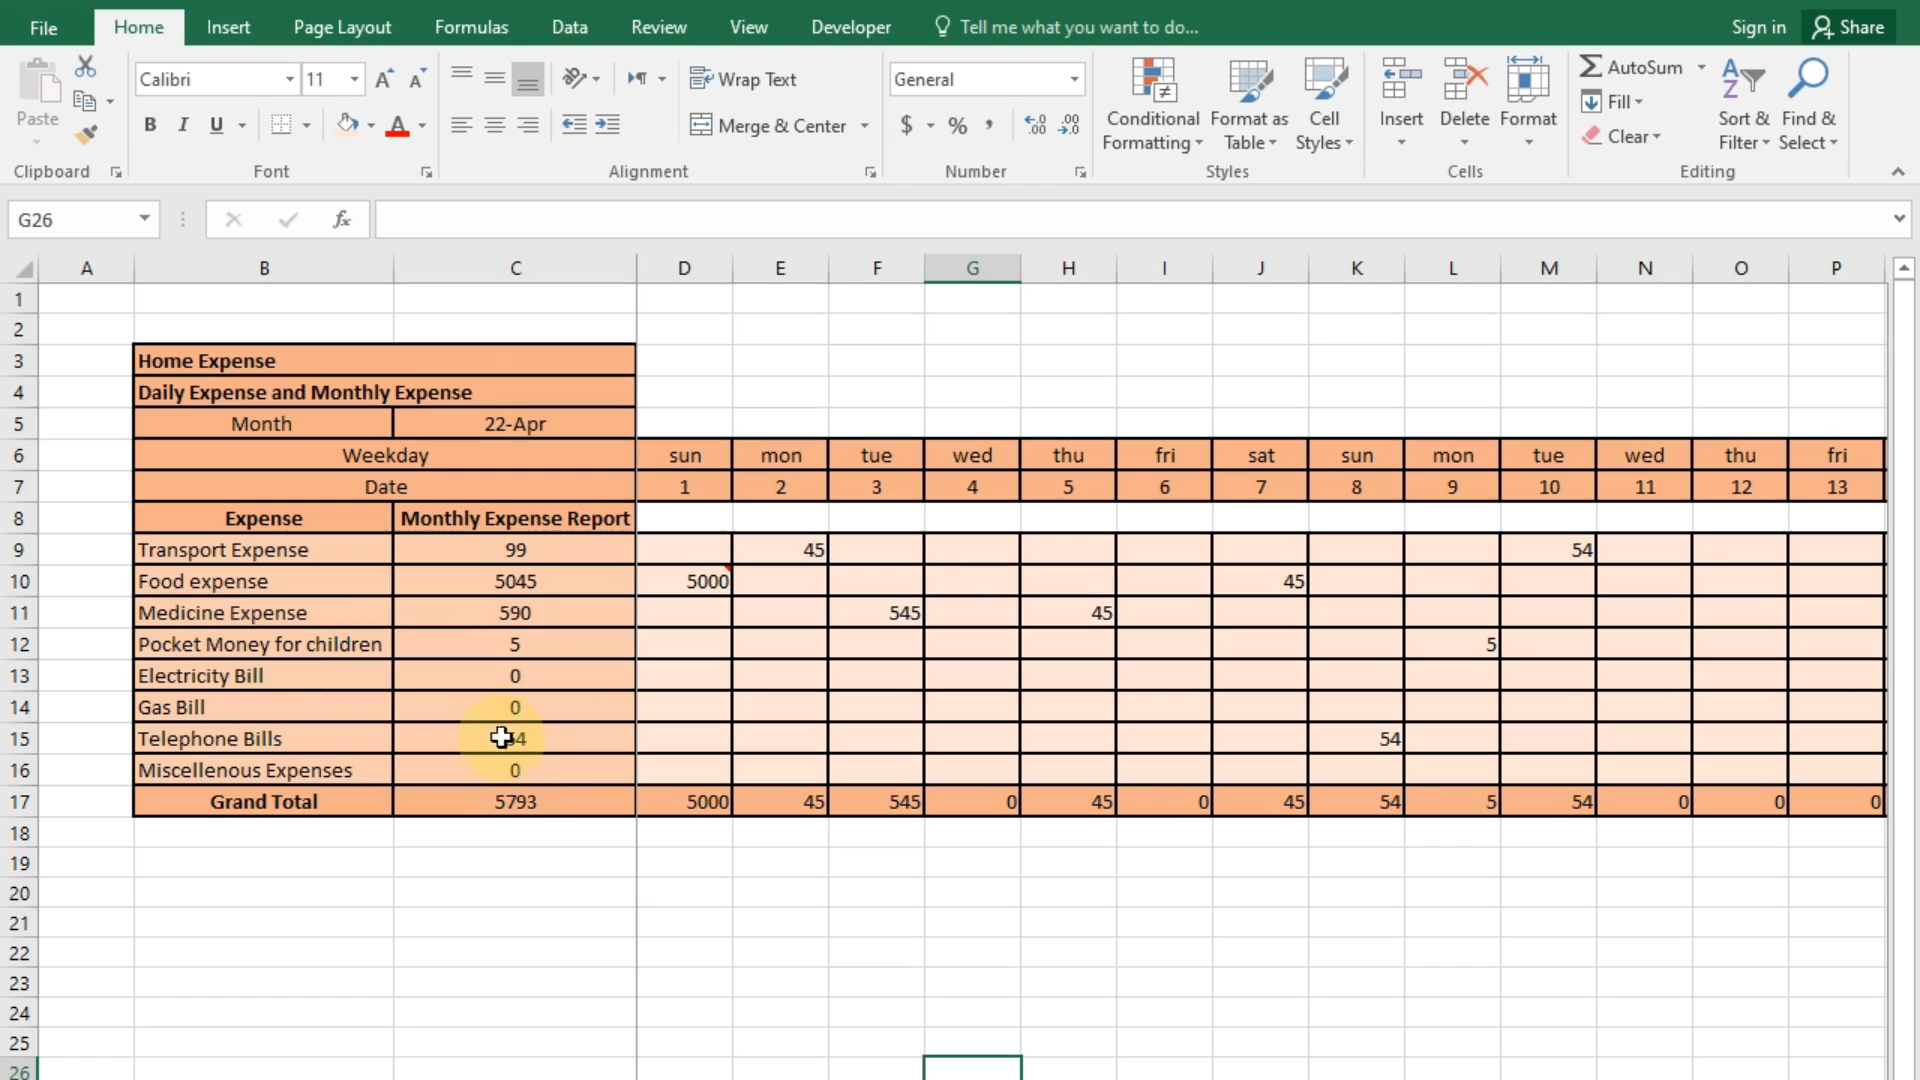 File Home Insert Page Layout Formulas Data Review View Developer Tell me what you want to do... Sign in Share
Calibri 11 Wrap Text General AutoSum
Paste Conditional Formatting Format as Table Cell Styles Insert Delete Format Fill Sort & Filter Find & Select
B I U A Merge & Center $ % , Clear
Clipboard Font Alignment Number Styles Cells Editing
G26 fx
A B C D E F G H I J K L M N O P
1
2
3 Home Expense
4 Daily Expense and Monthly Expense
5 Month 22-Apr
6 Weekday sun mon tue wed thu fri sat sun mon tue wed thu fri
7 Date 1 2 3 4 5 6 7 8 9 10 11 12 13
8 Expense Monthly Expense Report
9 Transport Expense 99 45 54
10 Food expense 5045 5000 45
11 Medicine Expense 590 545 45
12 Pocket Money for children 5 5
13 Electricity Bill 0
14 Gas Bill 0
15 Telephone Bills 54
16 Miscellenous Expenses 0
17 Grand Total 5793 5000 45 545 0 45 0 45 54 5 54 0 0 0
18
19
20
21
22
23
24
25
26